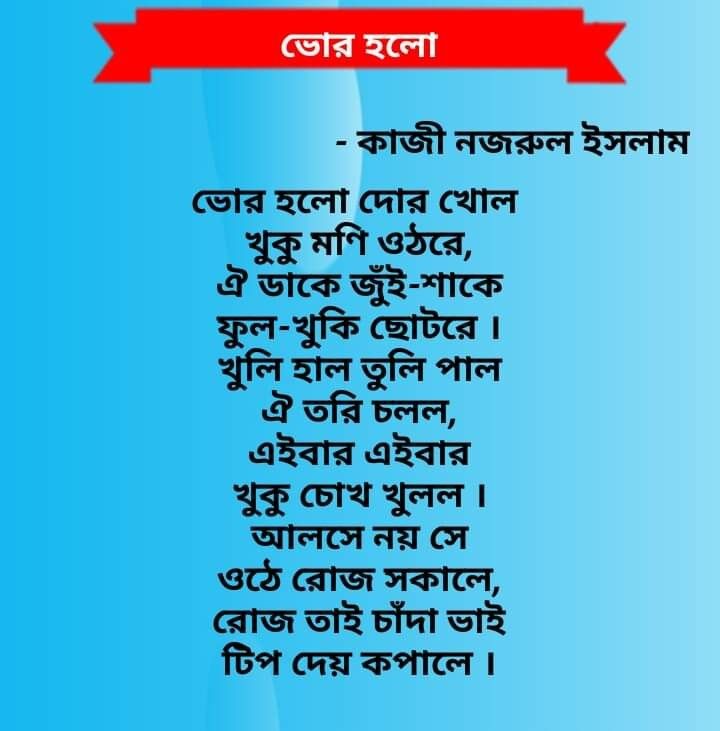 ভোর হলো
- কাজী নজরুল ইসলাম
ভোর হলো দোর খোল
খুকু মণি ওঠরে,
ঐ ডাকে জুঁই-শাকে
ফুল-খুকি ছোটরে ।
খুলি হাল তুলি পাল
ঐ তরি চলল,
এইবার এইবার
খুকু চোখ খুলল ।
আলসে নয় সে
ওঠে রোজ সকালে,
রোজ তাই চাঁদা ভাই
টিপ দেয় কপালে ।